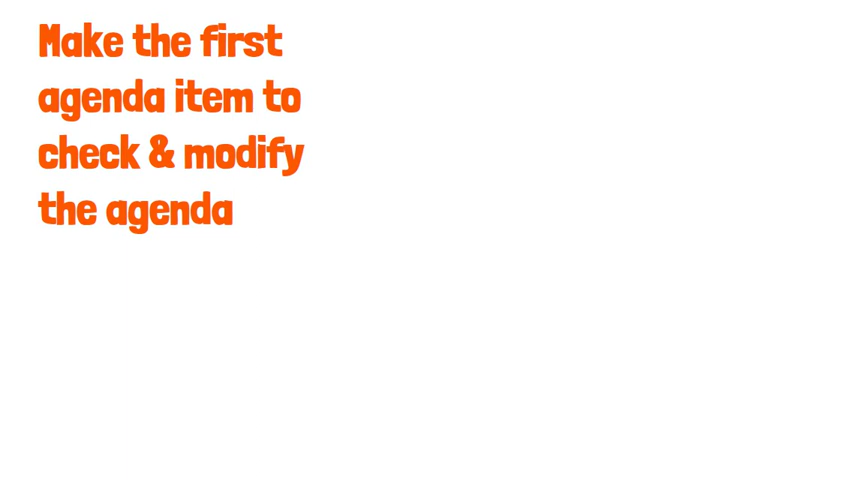 Make the first
agenda item to
check & modify
the agenda